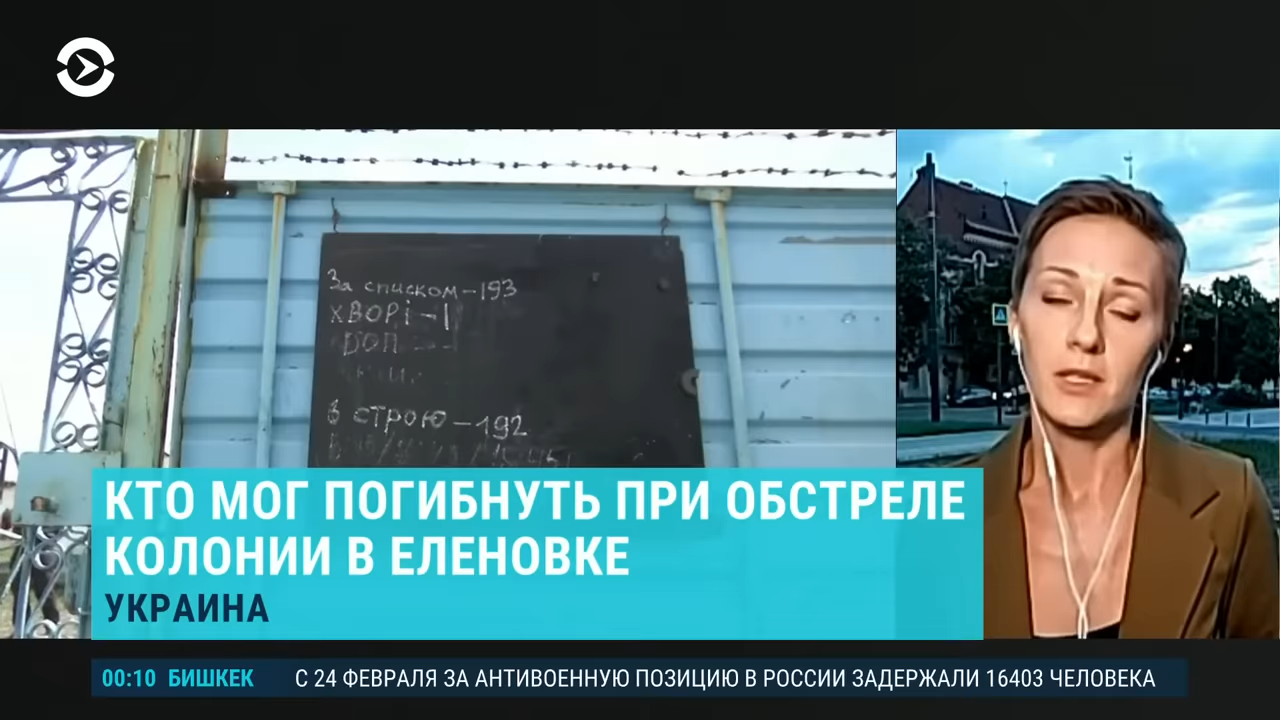 За списком – 193
хворі – 1
в строю – 192
КТО МОГ ПОГИБНУТЬ ПРИ ОБСТРЕЛЕ
КОЛОНИИ В ЕЛЕНОВКЕ
УКРАИНА
00:10 БИШКЕК С 24 ФЕВРАЛЯ ЗА АНТИВОЕННУЮ ПОЗИЦИЮ В РОССИИ ЗАДЕРЖАЛИ 16403 ЧЕЛОВЕКА